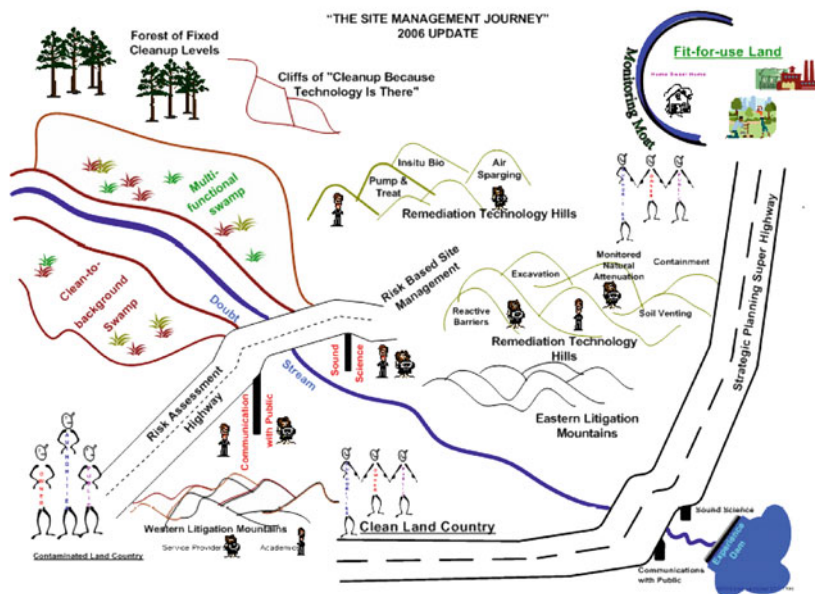 "THE SITE MANAGEMENT JOURNEY"
2006 UPDATE
Forest of Fixed
Cleanup Levels
Cliffs of "Cleanup Because
Technology Is There"
Monitoring Moat
Fit-for-use Land
Home Sweet Home
Multi-
functional swamp
Insitu Bio
Air
Sparging
Pump &
Treat
Remediation Technology Hills
Clean-to-
background
Swamp
Doubt
Stream
Risk Based Site
Management
Excavation
Monitored
Natural
Attenuation
Containment
Reactive
Barriers
Soil Venting
Remediation Technology
Hills
Strategic Planning Super Highway
Risk Assessment
Highway
Sound
Science
Communication
with Public
Eastern Litigation
Mountains
Western Litigation Mountains
Service Providers
Academic
Contaminated Land Country
Clean Land Country
Sound Science
Experience
Dam
Communications
with Public